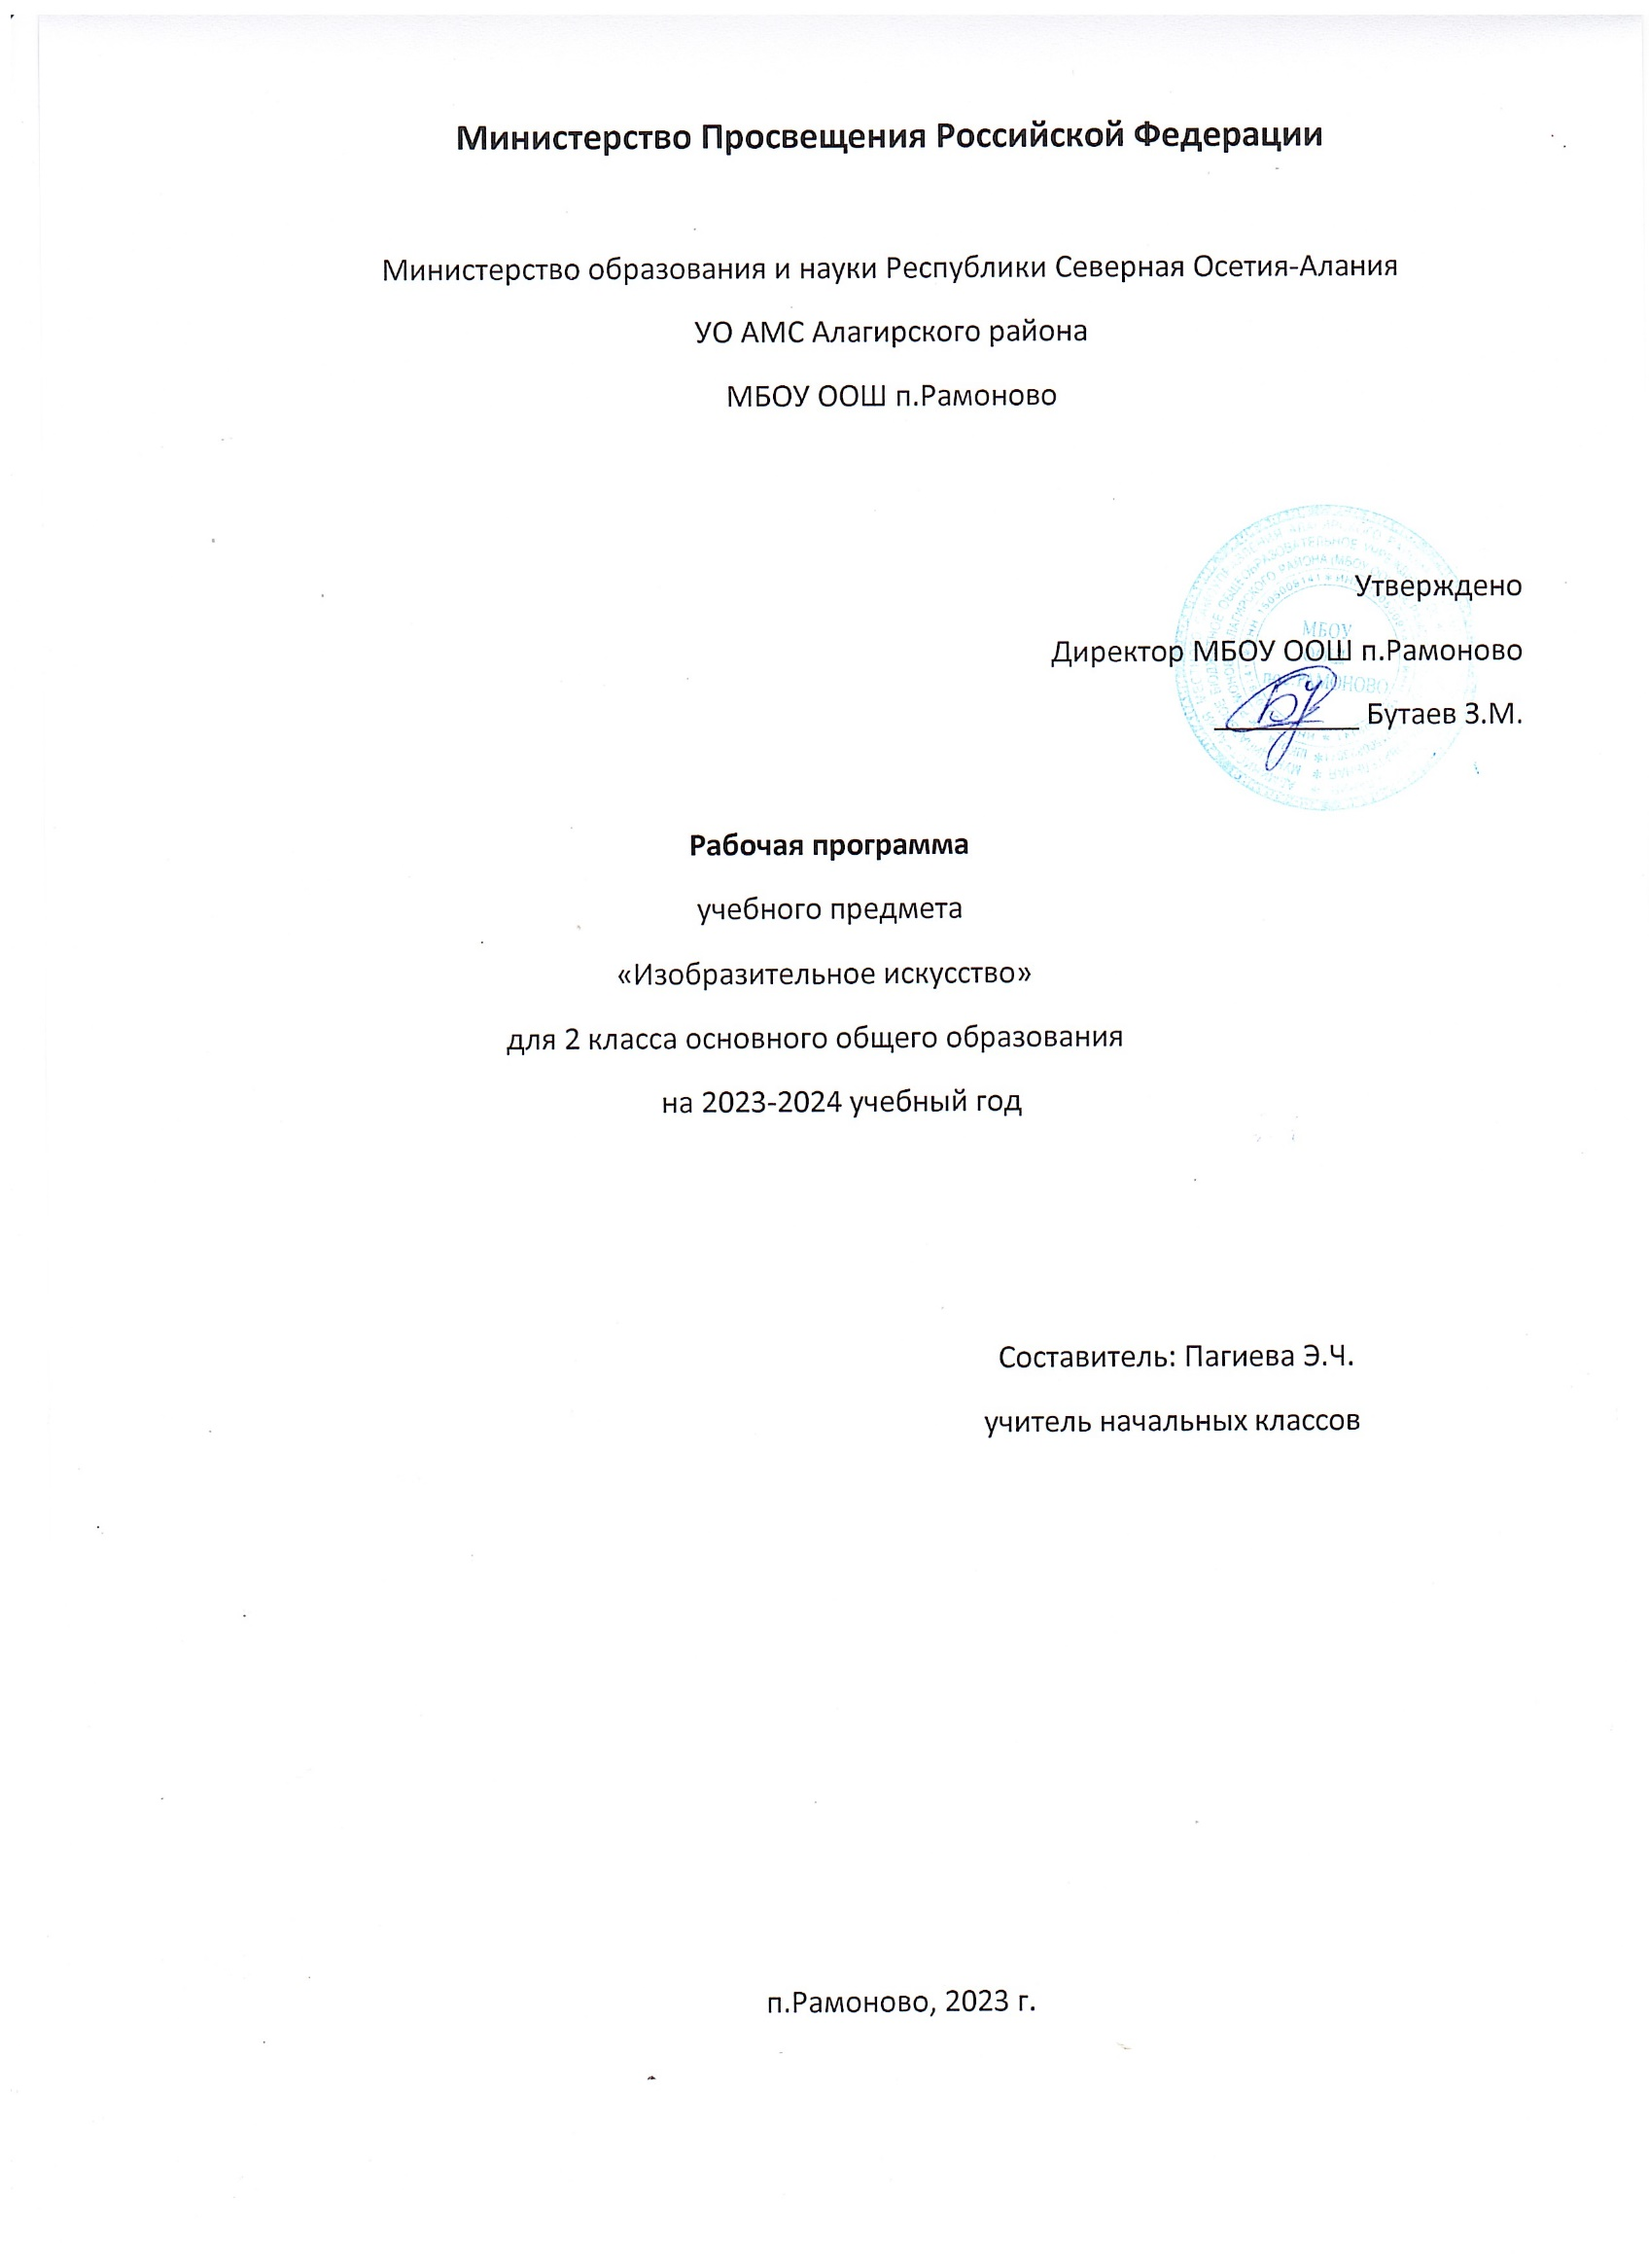 Министерство Просвещения Российской Федерации
Министерство образования и науки Республики Северная Осетия-Алания
УО АМС Алагирского района
МБОУ ООШ п.Рамоново
Утверждено
Директор МБОУ ООШ п.Рамоново
Бутаев З.М.
МБОУ
Рабочая программа
учебного предмета
«Изобразительное искусство»
для 2 класса основного общего образования
на 2023-2024 учебный год
Составитель: Пагиева Э.Ч.
учитель начальных классов
п.Рамоново, 2023 г.